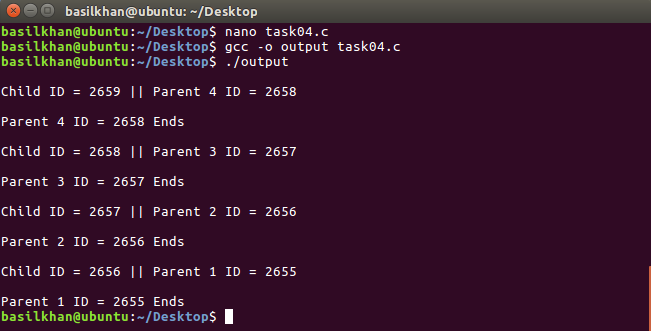 basilkhan@ubuntu: ~/Desktop
basilkhan@ubuntu:~/Desktop$ nano task04.c
basilkhan@ubuntu:~/Desktop$ gcc -o output task04.c
basilkhan@ubuntu:~/Desktop$ ./output
Child ID = 2659 || Parent 4 ID = 2658
Parent 4 ID = 2658 Ends
Child ID = 2658 || Parent 3 ID = 2657
Parent 3 ID = 2657 Ends
Child ID = 2657 || Parent 2 ID = 2656
Parent 2 ID = 2656 Ends
Child ID = 2656 || Parent 1 ID = 2655
Parent 1 ID = 2655 Ends
basilkhan@ubuntu:~/Desktop$